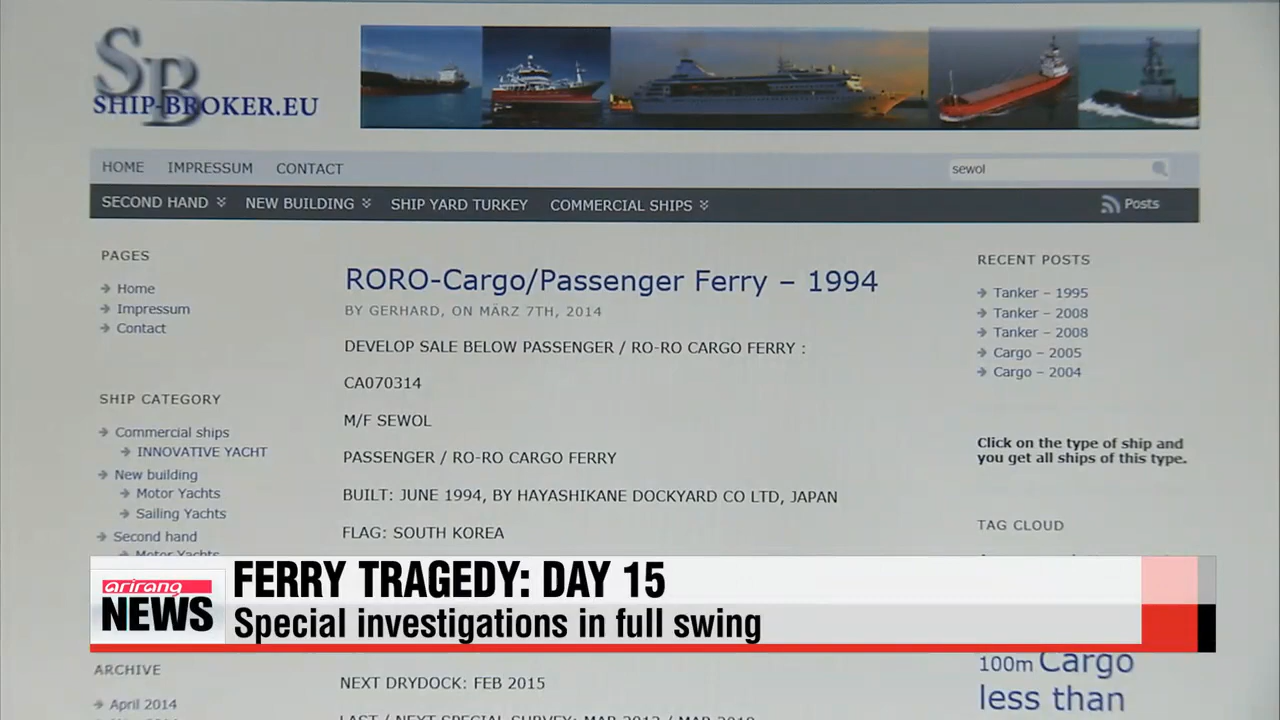 SB
SHIP-BROKER.EU
HOME IMPRESSUM CONTACT
sewol
SECOND HAND NEW BUILDING SHIP YARD TURKEY COMMERCIAL SHIPS
Posts
PAGES
Home
Impressum
Contact
SHIP CATEGORY
Commercial ships
INNOVATIVE YACHT
New building
Motor Yachts
Sailing Yachts
Second hand
Motor Yachts
ARCHIVE
April 2014
RORO-Cargo/Passenger Ferry – 1994
BY GERHARD, ON MÄRZ 7TH, 2014
DEVELOP SALE BELOW PASSENGER / RO-RO CARGO FERRY :
CA070314
M/F SEWOL
PASSENGER / RO-RO CARGO FERRY
BUILT: JUNE 1994, BY HAYASHIKANE DOCKYARD CO LTD, JAPAN
FLAG: SOUTH KOREA
NEXT DRYDOCK: FEB 2015
RECENT POSTS
Tanker – 1995
Tanker – 2008
Tanker – 2008
Cargo – 2005
Cargo – 2004
Click on the type of ship and
you get all ships of this type.
TAG CLOUD
100m Cargo
less than
arirang
NEWS
FERRY TRAGEDY: DAY 15
Special investigations in full swing